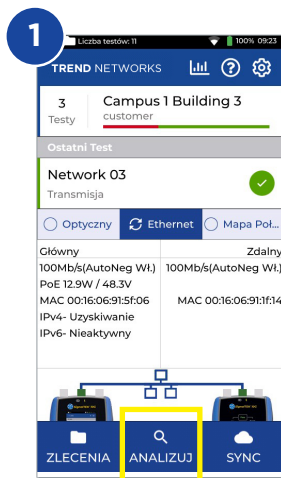 1
Liczba testów: 11 100% 09:23
TREND NETWORKS
3 Campus 1 Building 3
Testy customer
Ostatni Test
Network 03
Transmisja
Optyczny Ethernet Mapa Poł...
Główny Zdalny
100Mb/s(AutoNeg Wł.) 100Mb/s(AutoNeg Wł.)
PoE 12.9W / 48.3V
MAC 00:16:06:91:5f:06 MAC 00:16:06:91:1f:14
IPv4- Uzyskiwanie
IPv6- Nieaktywny
ZLECENIA ANALIZUJ SYNC